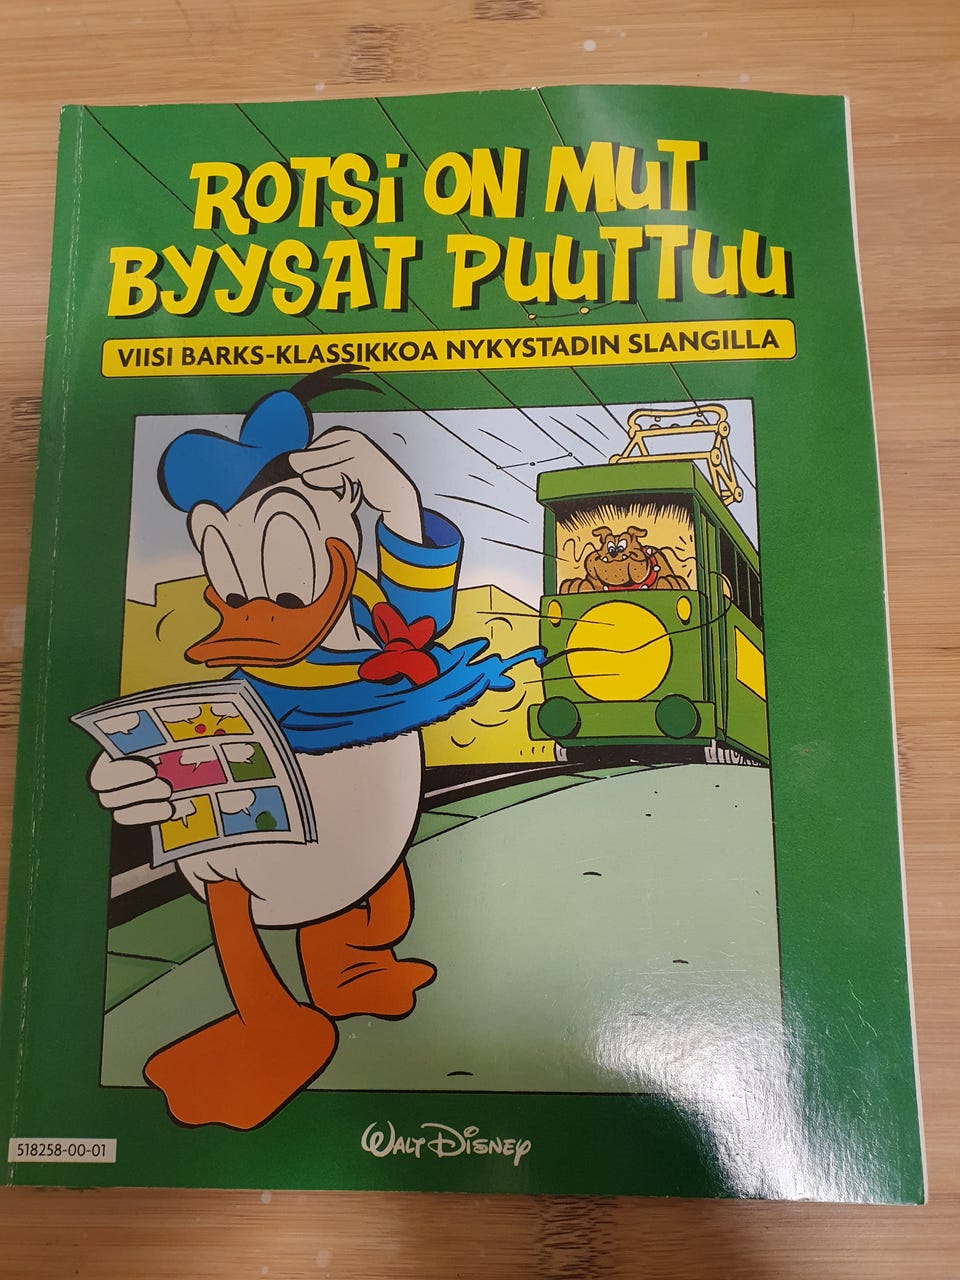 ROTSi ON MUT
BYYSAT PUUTTUU
VIISI BARKS-KLASSIKKOA NYKYSTADIN SLANGILLA
518258-00-01
WALT DISNEY